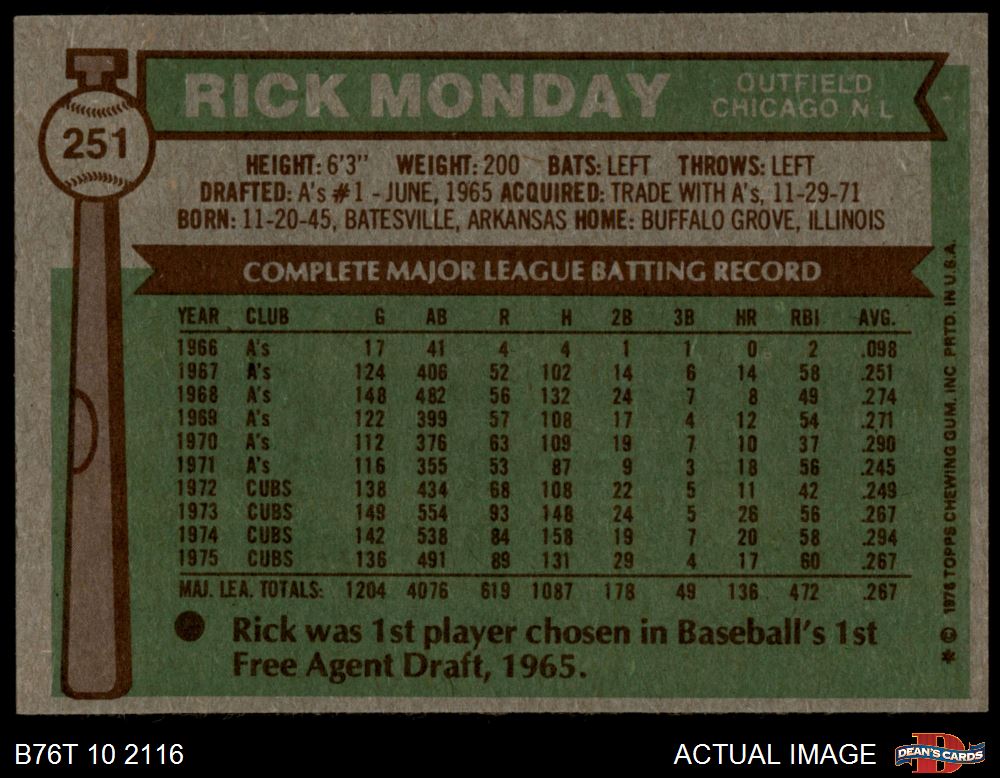 RICK MONDAY OUTFIELD
CHICAGO N L
251
HEIGHT: 6'3" WEIGHT: 200 BATS: LEFT THROWS: LEFT
DRAFTED: A's #1 - JUNE, 1965 ACQUIRED: TRADE WITH A's, 11-29-71
BORN: 11-20-45, BATESVILLE, ARKANSAS HOME: BUFFALO GROVE, ILLINOIS
COMPLETE MAJOR LEAGUE BATTING RECORD
YEAR CLUB G AB R H 2B 3B HR RBI AVG.
1966 A's 17 41 4 4 1 1 0 2 .098
1967 A's 124 406 52 102 14 6 14 58 .251
1968 A's 148 482 56 132 24 7 8 49 .274
1969 A's 122 399 57 108 17 4 12 54 .271
1970 A's 112 376 63 109 19 7 10 37 .290
1971 A's 116 355 53 87 9 3 18 56 .245
1972 CUBS 138 434 68 108 22 5 11 42 .249
1973 CUBS 149 554 93 148 24 5 26 56 .267
1974 CUBS 142 538 84 158 19 7 20 58 .294
1975 CUBS 136 491 89 131 29 4 17 60 .267
MAJ. LEA. TOTALS: 1204 4076 619 1087 178 49 136 472 .267
Rick was 1st player chosen in Baseball's 1st
Free Agent Draft, 1965.
* © 1976 TOPPS CHEWING GUM, INC PRTD. IN U.S.A.
B76T 10 2116 ACTUAL IMAGE DEAN'S CARDS